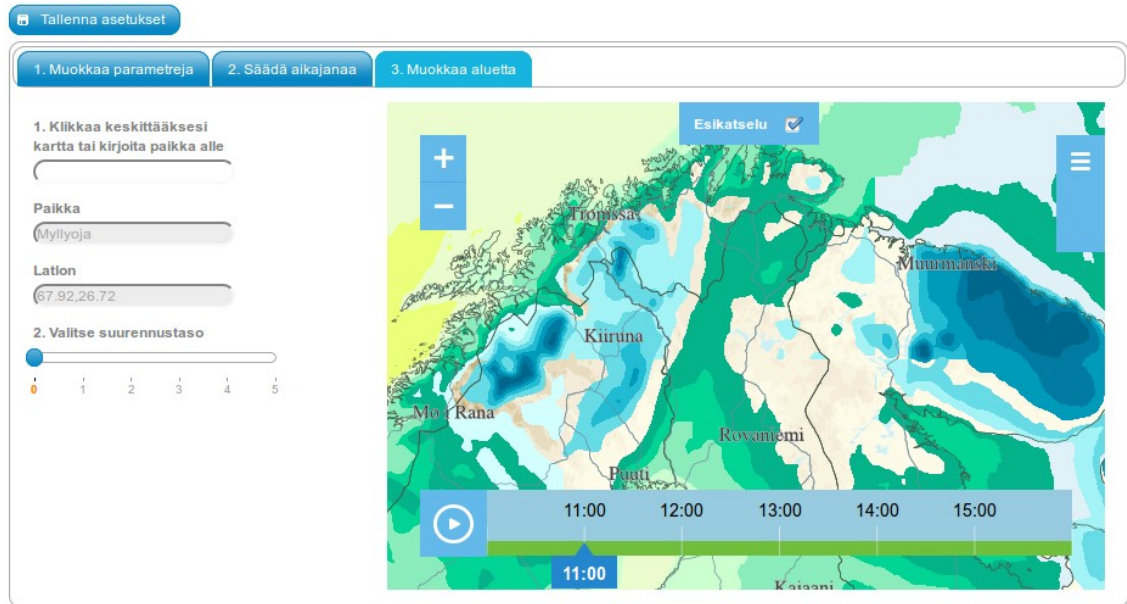 Tallenna asetukset
1. Muokkaa parametreja
2. Säädä aikajanaa
3. Muokkaa aluetta
1. Klikkaa keskittääksesi
kartta tai kirjoita paikka alle
Paikka
Myllyoja
Latlon
67.92,26.72
2. Valitse suurennustaso
0 1 2 3 4 5
Esikatselu
+
−
Tromssa
Muurmanski
Kiiruna
Mo i Rana
Rovaniemi
Puuti
11:00 12:00 13:00 14:00 15:00
11:00
Kajaani